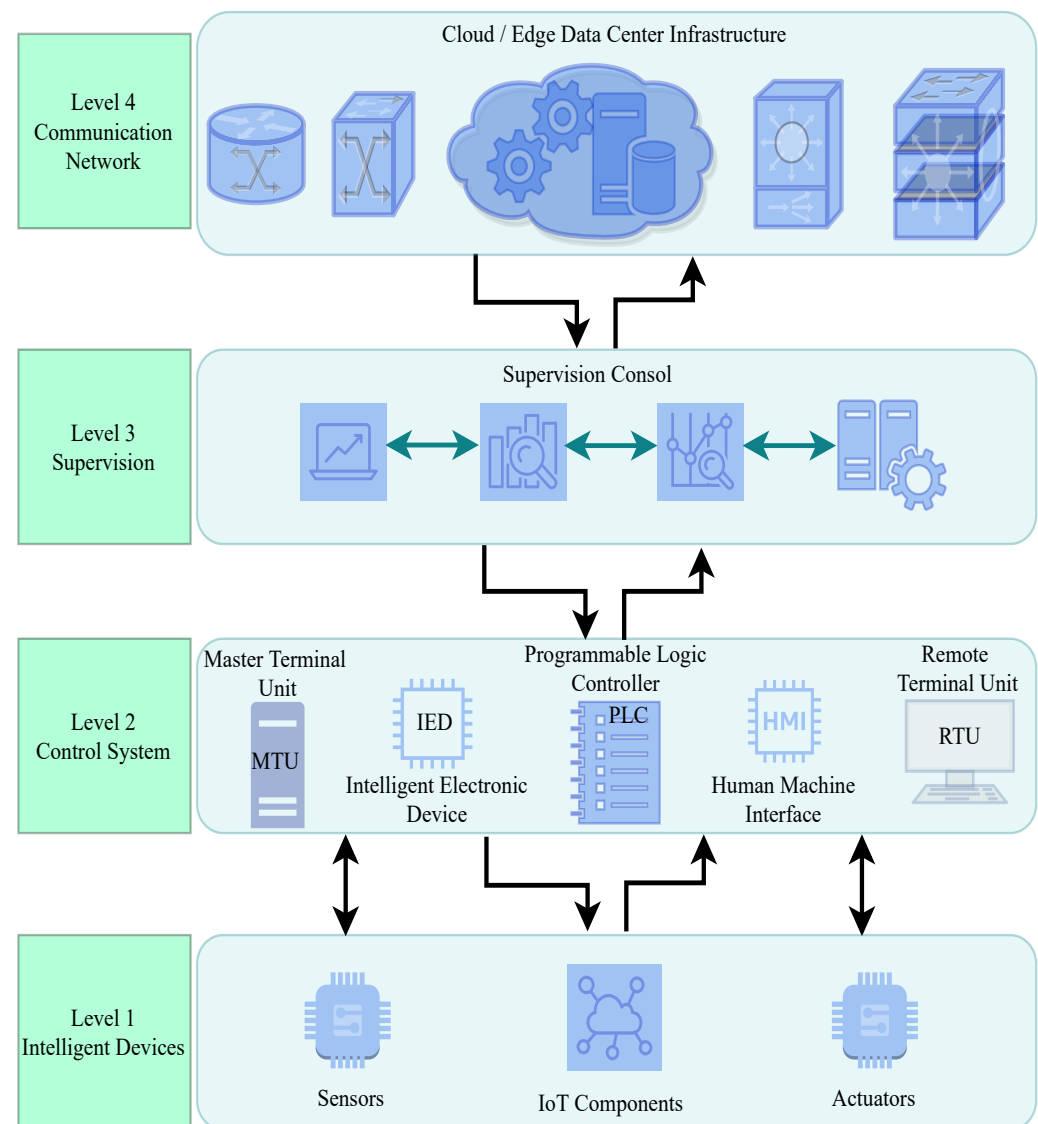 Cloud / Edge Data Center Infrastructure
Level 4
Communication
Network
Supervision Consol
Level 3
Supervision
Master Terminal
Unit
MTU
IED
Intelligent Electronic
Device
Programmable Logic
Controller
PLC
HMI
Human Machine
Interface
Remote
Terminal Unit
RTU
Level 2
Control System
Level 1
Intelligent Devices
Sensors
IoT Components
Actuators